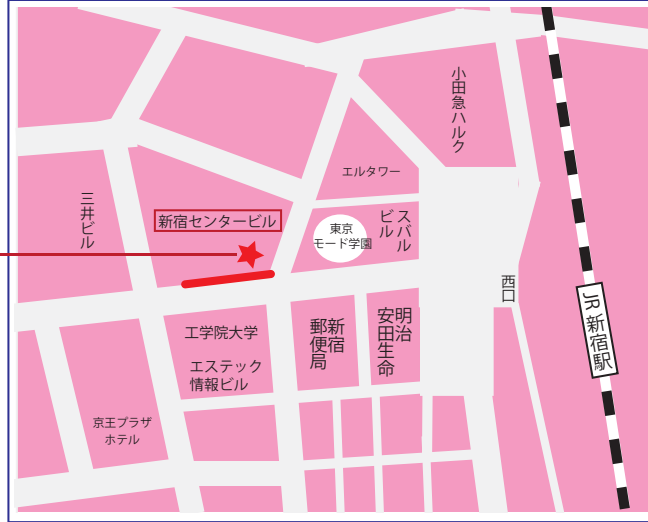 小田急ハルク
エルタワー
三井ビル
新宿センタービル
東京
モード学園
スバル
ビル
西口
JR 新宿駅
工学院大学
エステック
情報ビル
新宿
郵便局
明治
安田生命
京王プラザ
ホテル